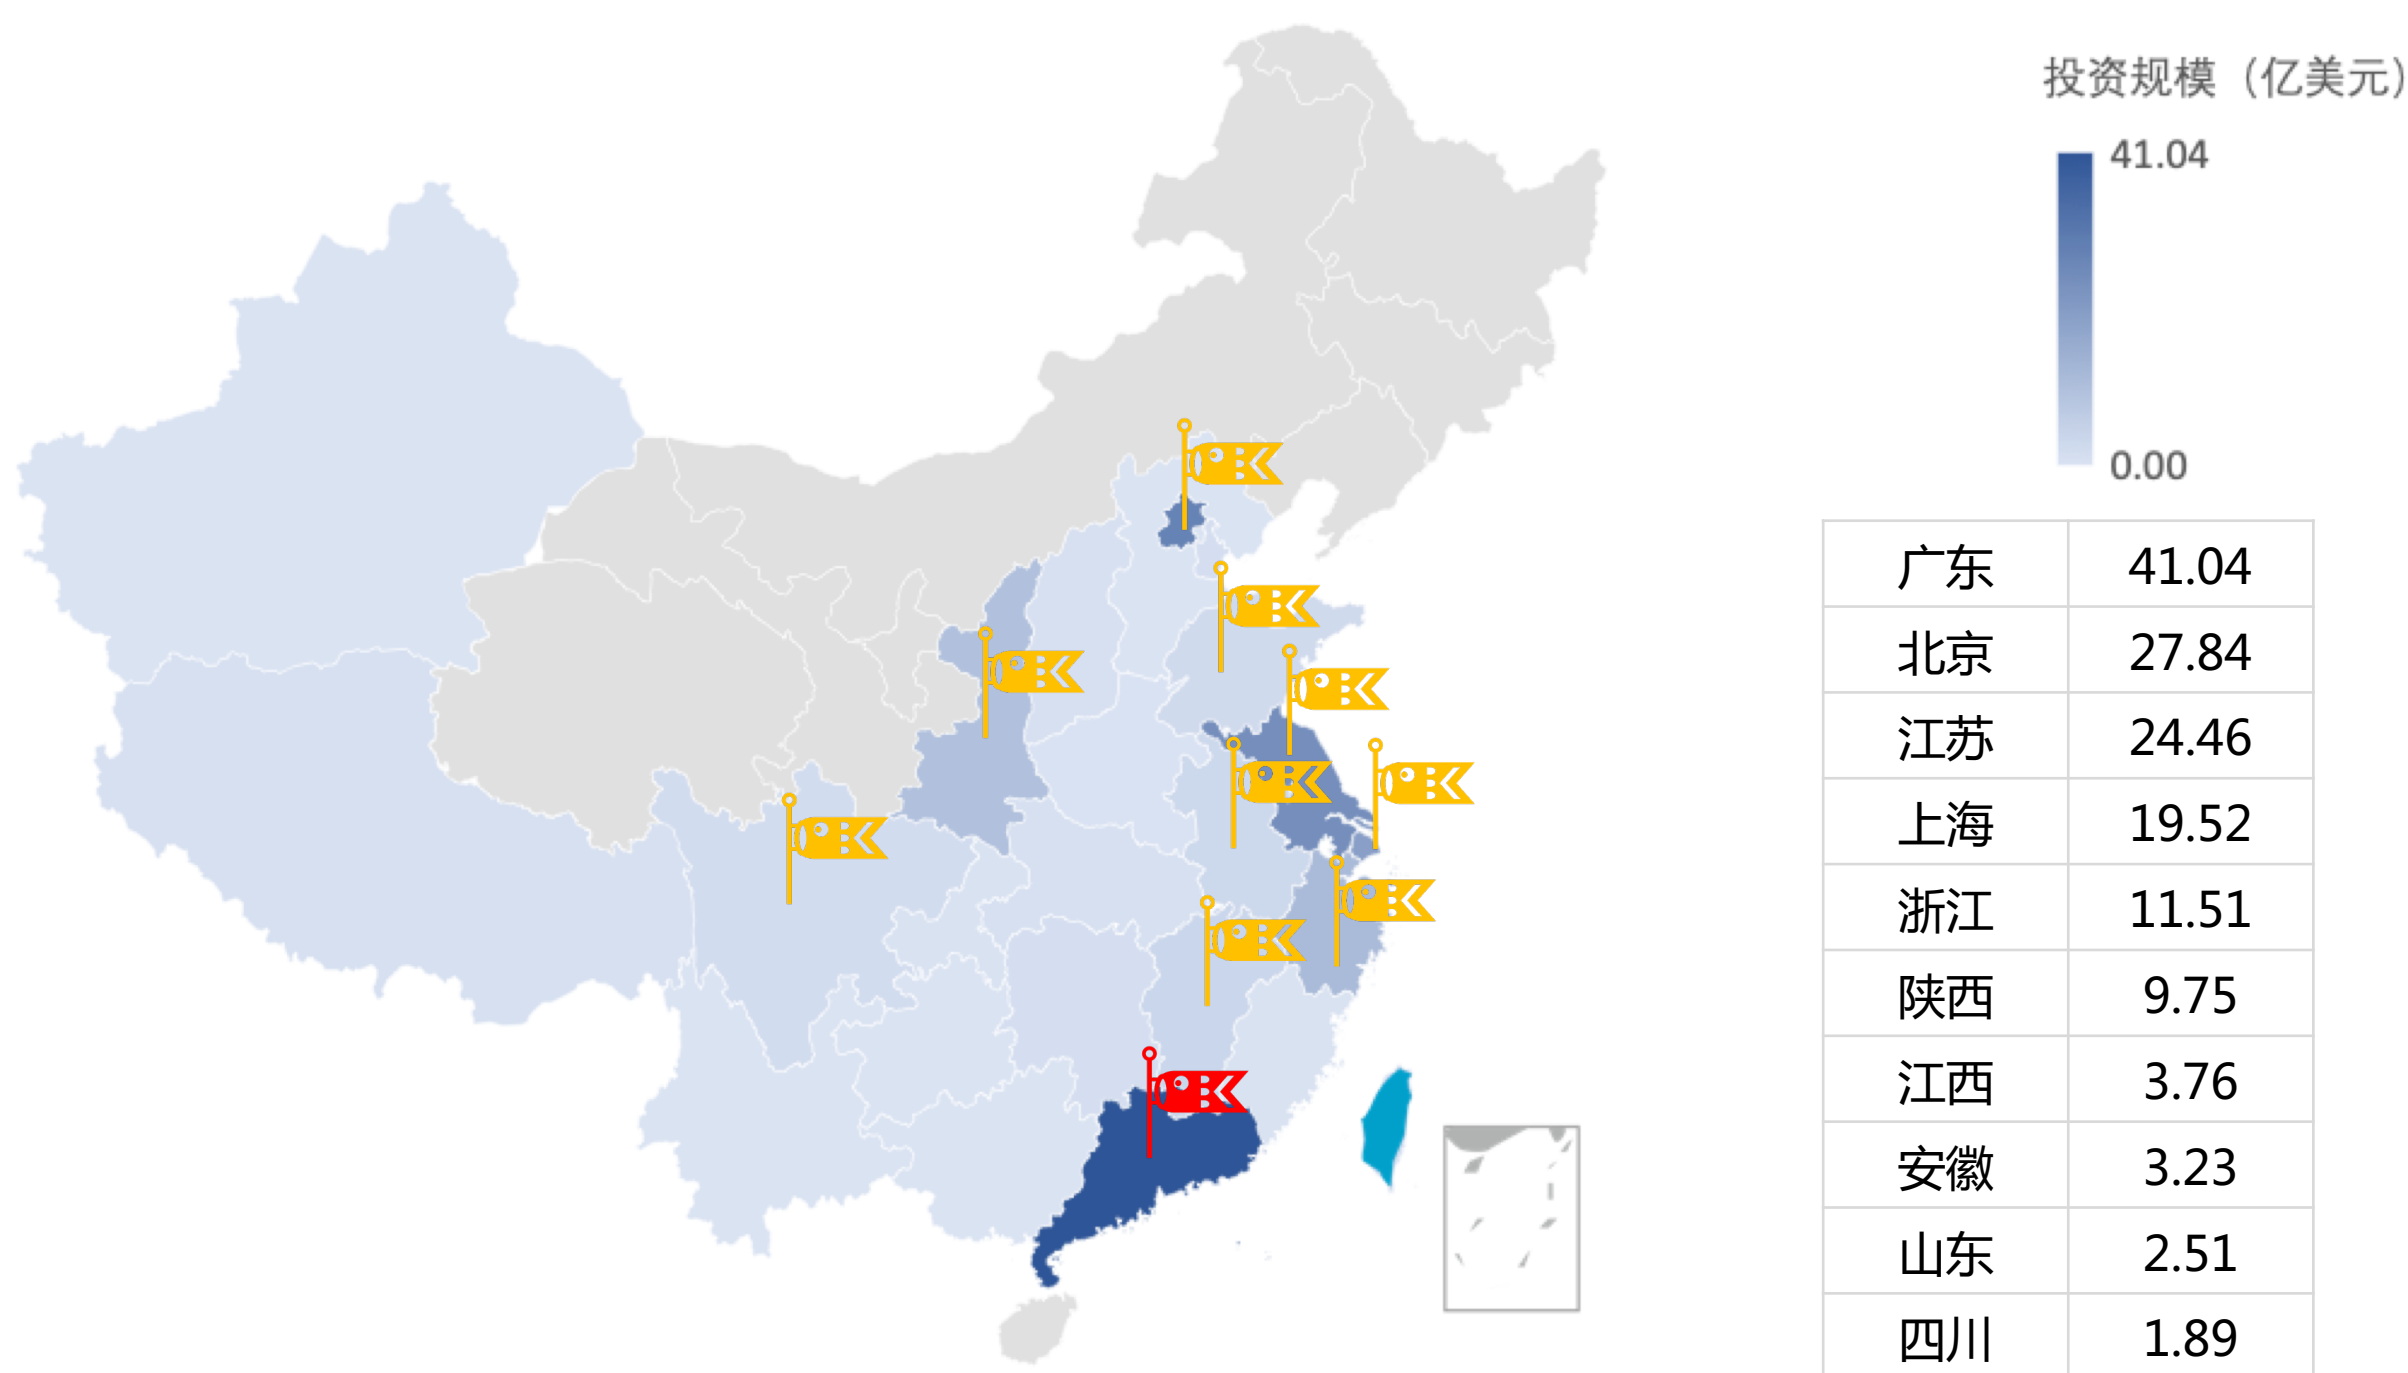 投资规模（亿美元）
41.04
0.00
广东 41.04
北京 27.84
江苏 24.46
上海 19.52
浙江 11.51
陕西 9.75
江西 3.76
安徽 3.23
山东 2.51
四川 1.89